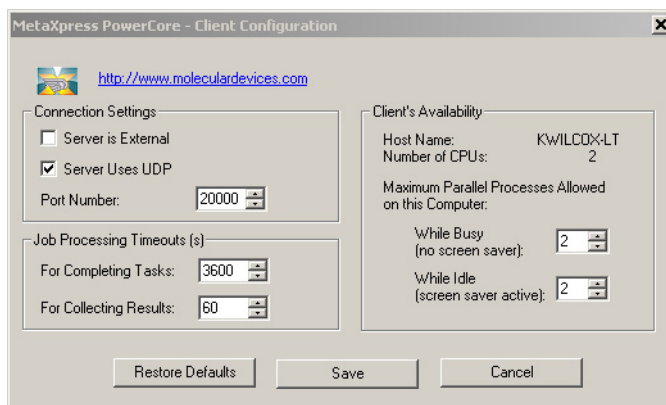 MetaXpress PowerCore - Client Configuration
http://www.moleculardevices.com
Connection Settings
Server is External
Server Uses UDP
Port Number: 20000
Job Processing Timeouts (s)
For Completing Tasks: 3600
For Collecting Results: 60
Client's Availability
Host Name: KWILCOX-LT
Number of CPUs: 2
Maximum Parallel Processes Allowed
on this Computer:
While Busy
(no screen saver): 2
While Idle
(screen saver active): 2
Restore Defaults
Save
Cancel